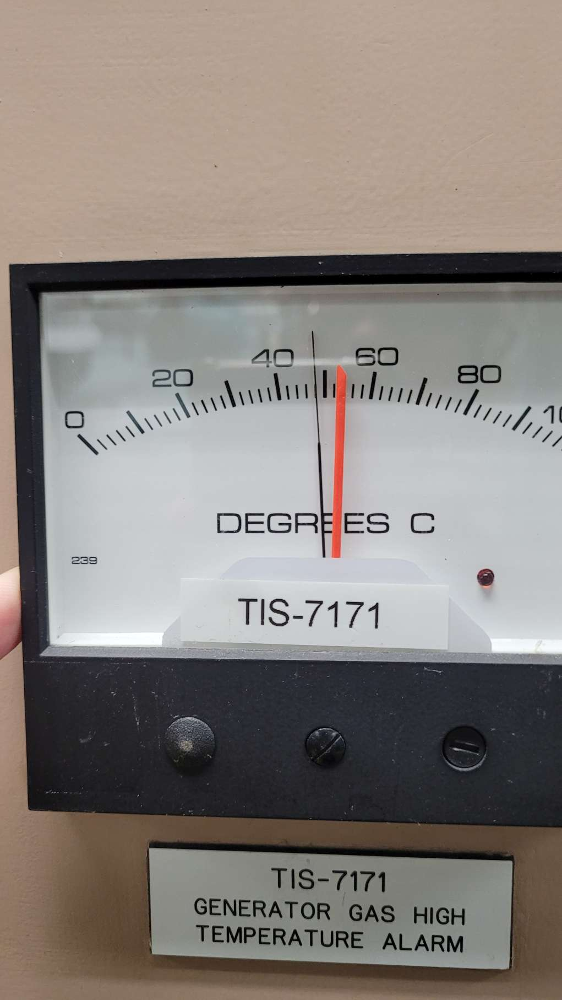 0 20 40 60 80
DEGREES C
239
TIS-7171
TIS-7171
GENERATOR GAS HIGH
TEMPERATURE ALARM